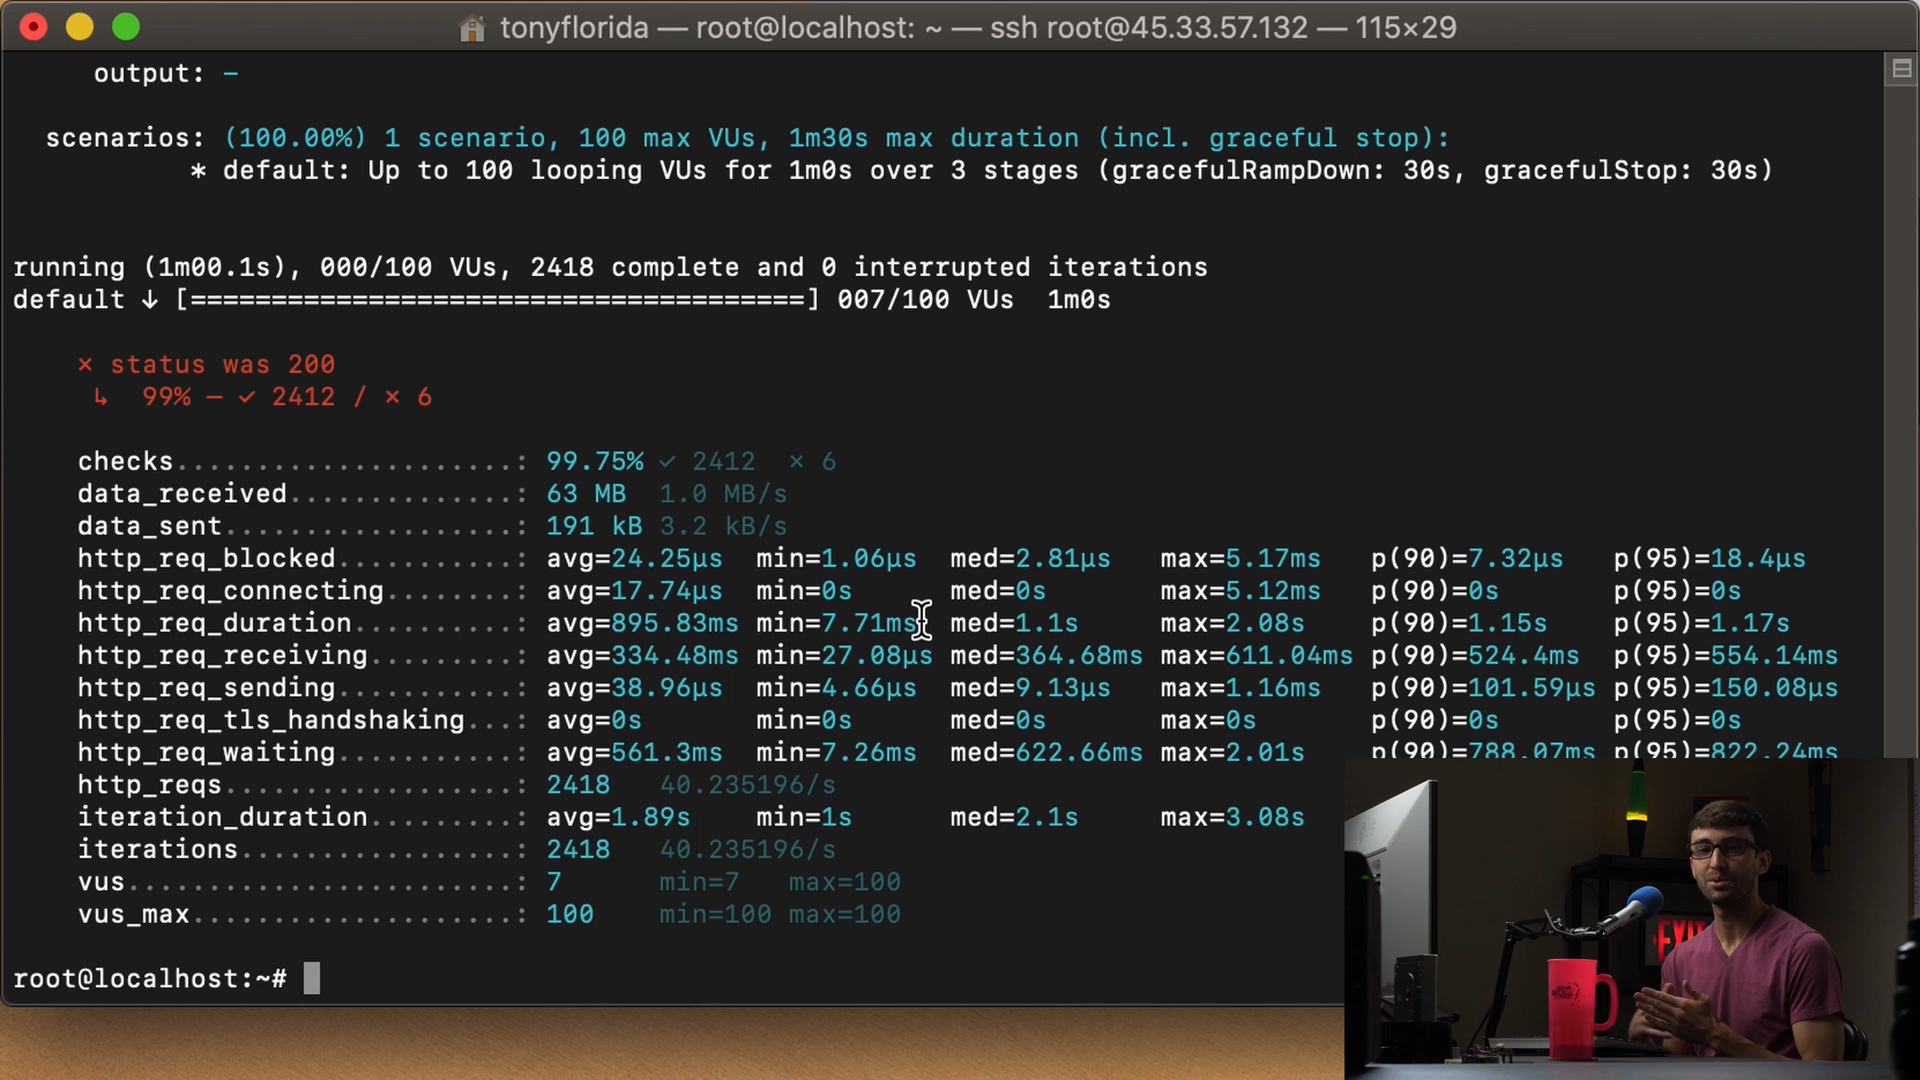 tonyflorida — root@localhost: ~ — ssh root@45.33.57.132 — 115×29
output: –
scenarios: (100.00%) 1 scenario, 100 max VUs, 1m30s max duration (incl. graceful stop):
* default: Up to 100 looping VUs for 1m0s over 3 stages (gracefulRampDown: 30s, gracefulStop: 30s)
running (1m00.1s), 000/100 VUs, 2418 complete and 0 interrupted iterations
default ↓ [======================================] 007/100 VUs  1m0s
✗ status was 200
↳  99% — ✓ 2412 / ✗ 6
checks.....................: 99.75% ✓ 2412  ✗ 6
data_received..............: 63 MB  1.0 MB/s
data_sent..................: 191 kB 3.2 kB/s
http_req_blocked...........: avg=24.25µs  min=1.06µs  med=2.81µs   max=5.17ms   p(90)=7.32µs   p(95)=18.4µs
http_req_connecting........: avg=17.74µs  min=0s      med=0s       max=5.12ms   p(90)=0s       p(95)=0s
http_req_duration..........: avg=895.83ms min=7.71ms  med=1.1s     max=2.08s    p(90)=1.15s    p(95)=1.17s
http_req_receiving.........: avg=334.48ms min=27.08µs med=364.68ms max=611.04ms p(90)=524.4ms  p(95)=554.14ms
http_req_sending...........: avg=38.96µs  min=4.66µs  med=9.13µs   max=1.16ms   p(90)=101.59µs p(95)=150.08µs
http_req_tls_handshaking...: avg=0s       min=0s      med=0s       max=0s       p(90)=0s       p(95)=0s
http_req_waiting...........: avg=561.3ms  min=7.26ms  med=622.66ms max=2.01s    p(90)=788.07ms p(95)=822.24ms
http_reqs..................: 2418   40.235196/s
iteration_duration.........: avg=1.89s    min=1s      med=2.1s     max=3.08s
iterations.................: 2418   40.235196/s
vus........................: 7      min=7   max=100
vus_max....................: 100    min=100 max=100
root@localhost:~#
EXIT